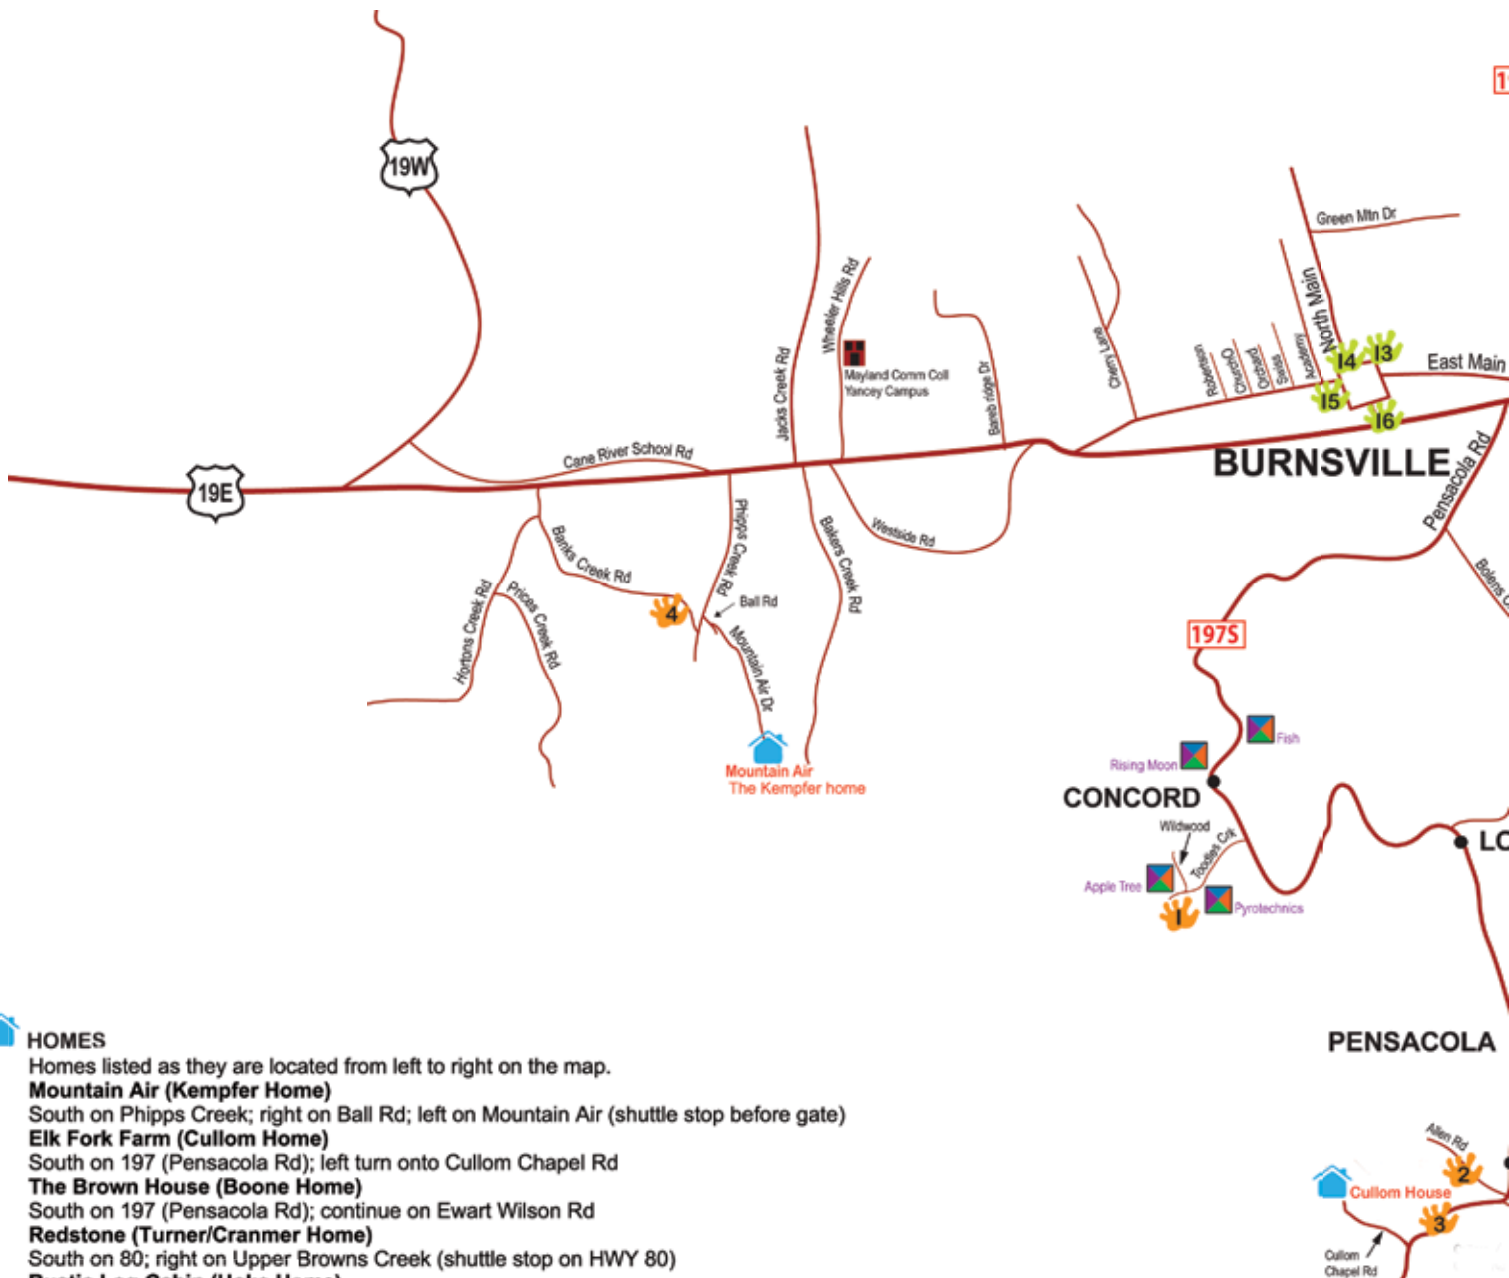 19W
Green Mtn Dr
North Main
Wheeler Hills Rd
Jacks Creek Rd
Mayland Comm Coll
Yancey Campus
Cherry Lane
Robertson
ChurchO
Orchard
Swiss
Academy
I4
I3
I5
I6
East Main
BURNSVILLE
Pensacola Rd
Cane River School Rd
19E
Banks Creek Rd
Phipps Creek Rd
Bakers Creek Rd
Westside Rd
Hortons Creek Rd
Prices Creek Rd
4
Ball Rd
Mountain Air Dr
197S
Mountain Air
The Kempfer home
Fish
Rising Moon
CONCORD
Wildwood
Toodles Crk
Apple Tree
Pyrotechnics
1
PENSACOLA
HOMES
Homes listed as they are located from left to right on the map.
Mountain Air (Kempfer Home)
South on Phipps Creek; right on Ball Rd; left on Mountain Air (shuttle stop before gate)
Elk Fork Farm (Cullom Home)
South on 197 (Pensacola Rd); left turn onto Cullom Chapel Rd
The Brown House (Boone Home)
South on 197 (Pensacola Rd); continue on Ewart Wilson Rd
Redstone (Turner/Cranmer Home)
South on 80; right on Upper Browns Creek (shuttle stop on HWY 80)
Allen Rd
2
Cullom House
3
Cullom
Chapel Rd